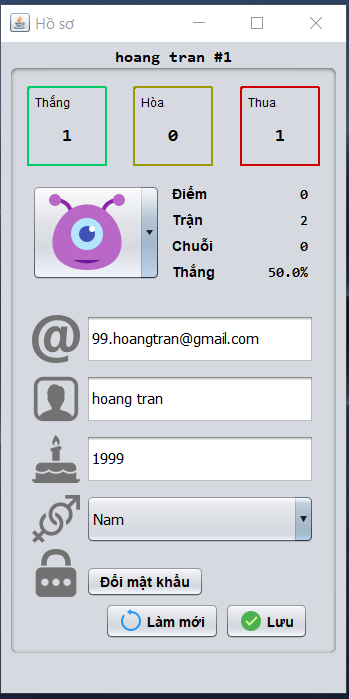 Hồ sơ
hoang tran #1
Thắng
Hòa
Thua
1
0
1
Điểm 0
Trận 2
Chuỗi 0
Thắng 50.0%
@
99.hoangtran@gmail.com
hoang tran
1999
Nam
Đổi mật khẩu
Làm mới
Lưu